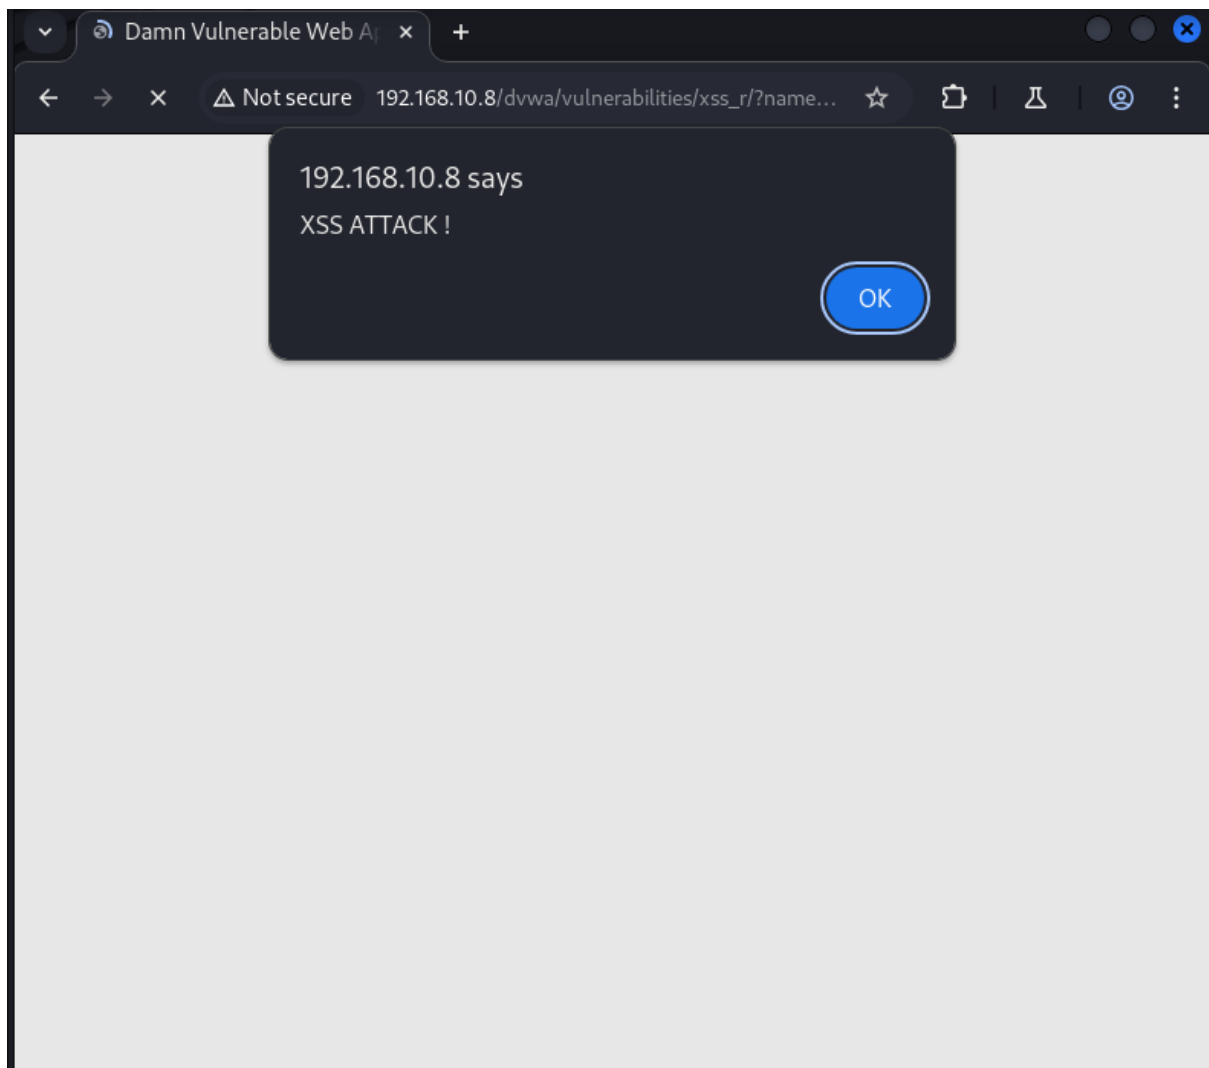 Damn Vulnerable Web Ap
Not secure 192.168.10.8/dvwa/vulnerabilities/xss_r/?name...
192.168.10.8 says
XSS ATTACK !
OK